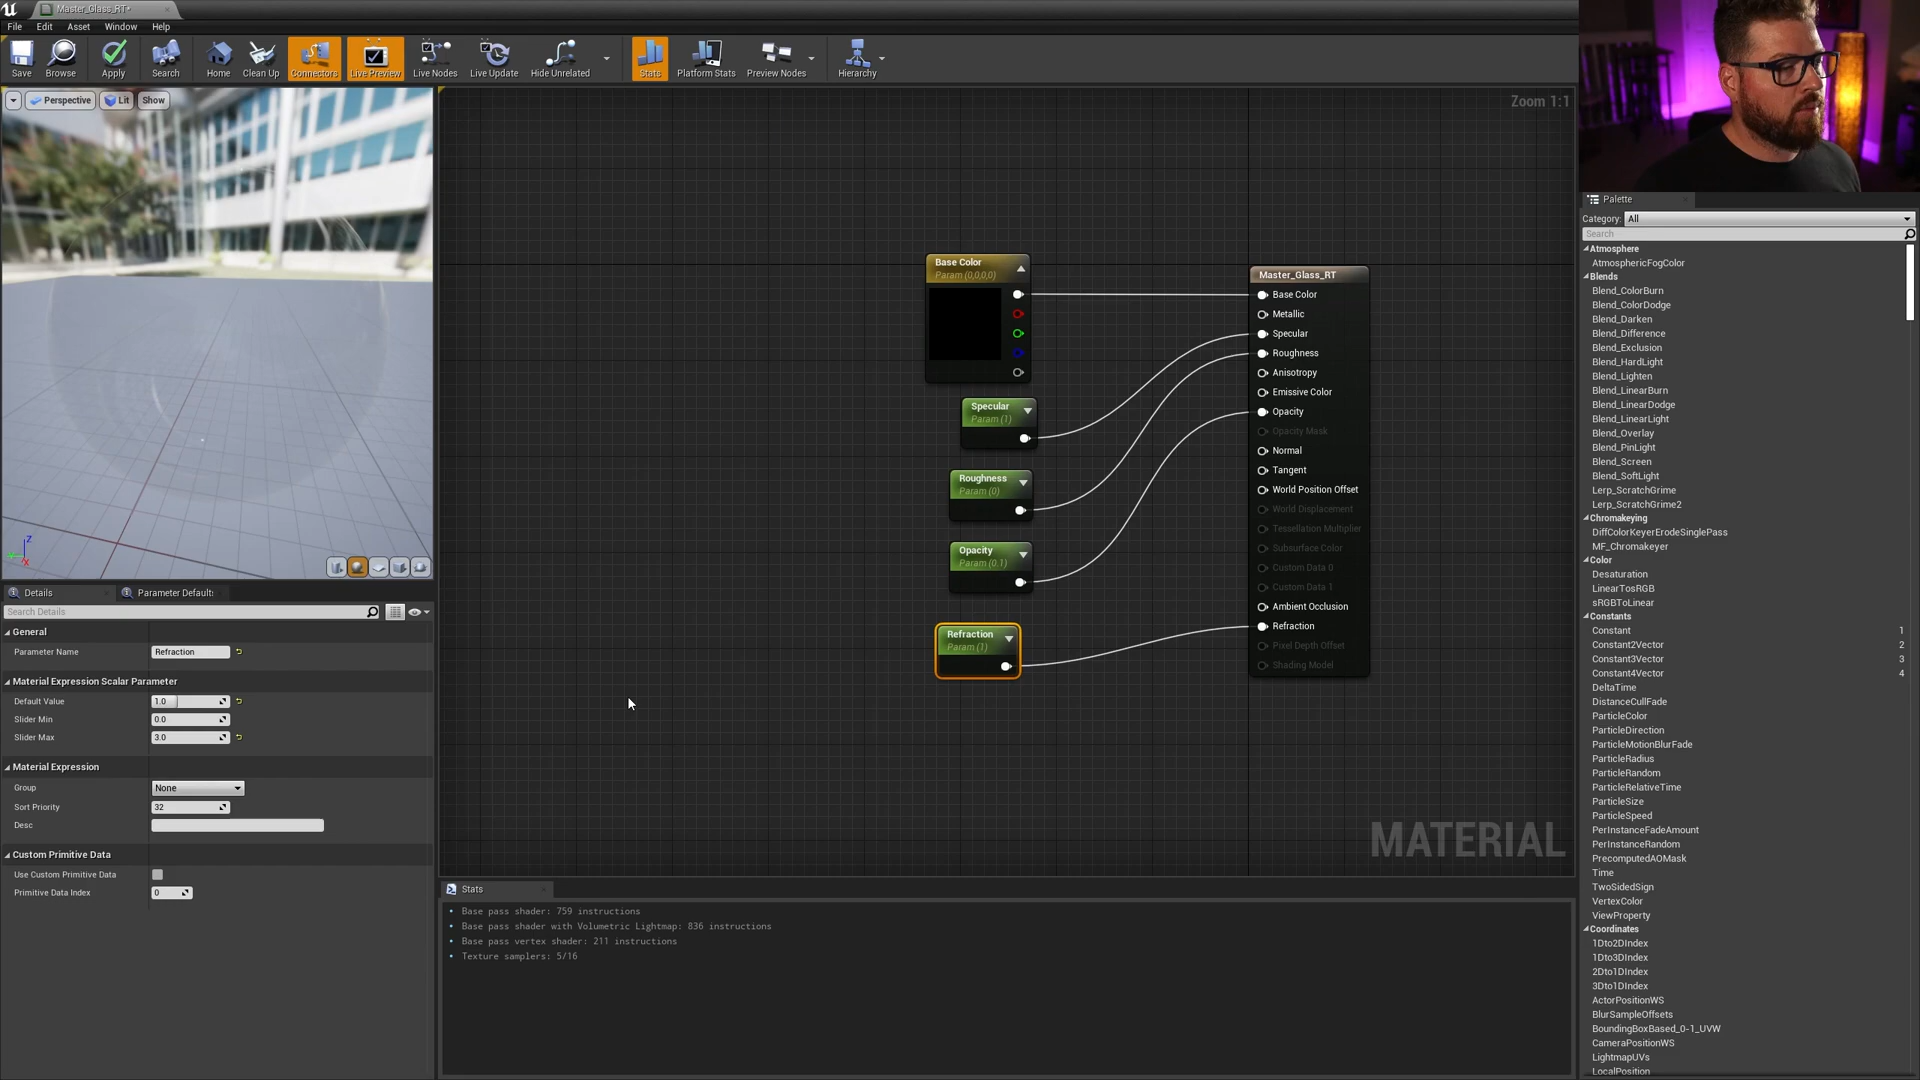 Master_Glass_RT*
File Edit Asset Window Help
Save Browse Apply Search Home Clean Up Connectors Live Preview Live Nodes Live Update Hide Unrelated Stats Platform Stats Preview Nodes Hierarchy
Perspective Lit Show
Zoom 1:1
Base Color
Param (0,0,0,0)
Specular
Param (1)
Roughness
Param (0)
Opacity
Param (0.1)
Refraction
Param (1)
Master_Glass_RT
Base Color
Metallic
Specular
Roughness
Anisotropy
Emissive Color
Opacity
Opacity Mask
Normal
Tangent
World Position Offset
World Displacement
Tessellation Multiplier
Subsurface Color
Custom Data 0
Custom Data 1
Ambient Occlusion
Refraction
Pixel Depth Offset
Shading Model
MATERIAL
Z
X
Details Parameter Default
Search Details
General
Parameter Name Refraction
Material Expression Scalar Parameter
Default Value 1.0
Slider Min 0.0
Slider Max 3.0
Material Expression
Group None
Sort Priority 32
Desc
Custom Primitive Data
Use Custom Primitive Data
Primitive Data Index 0
Stats
Base pass shader: 759 instructions
Base pass shader with Volumetric Lightmap: 836 instructions
Base pass vertex shader: 211 instructions
Texture samplers: 5/16
Palette
Category: All
Search
Atmosphere
AtmosphericFogColor
Blends
Blend_ColorBurn
Blend_ColorDodge
Blend_Darken
Blend_Difference
Blend_Exclusion
Blend_HardLight
Blend_Lighten
Blend_LinearBurn
Blend_LinearDodge
Blend_LinearLight
Blend_Overlay
Blend_PinLight
Blend_Screen
Blend_SoftLight
Lerp_ScratchGrime
Lerp_ScratchGrime2
Chromakeying
DiffColorKeyerErodeSinglePass
MF_Chromakeyer
Color
Desaturation
LinearTosRGB
sRGBToLinear
Constants
Constant 1
Constant2Vector 2
Constant3Vector 3
Constant4Vector 4
DeltaTime
DistanceCullFade
ParticleColor
ParticleDirection
ParticleMotionBlurFade
ParticleRadius
ParticleRandom
ParticleRelativeTime
ParticleSize
ParticleSpeed
PerInstanceFadeAmount
PerInstanceRandom
PrecomputedAOMask
Time
TwoSidedSign
VertexColor
ViewProperty
Coordinates
1Dto2DIndex
1Dto3DIndex
2Dto1DIndex
3Dto1DIndex
ActorPositionWS
BlurSampleOffsets
BoundingBoxBased_0-1_UVW
CameraPositionWS
LightmapUVs
LocalPosition